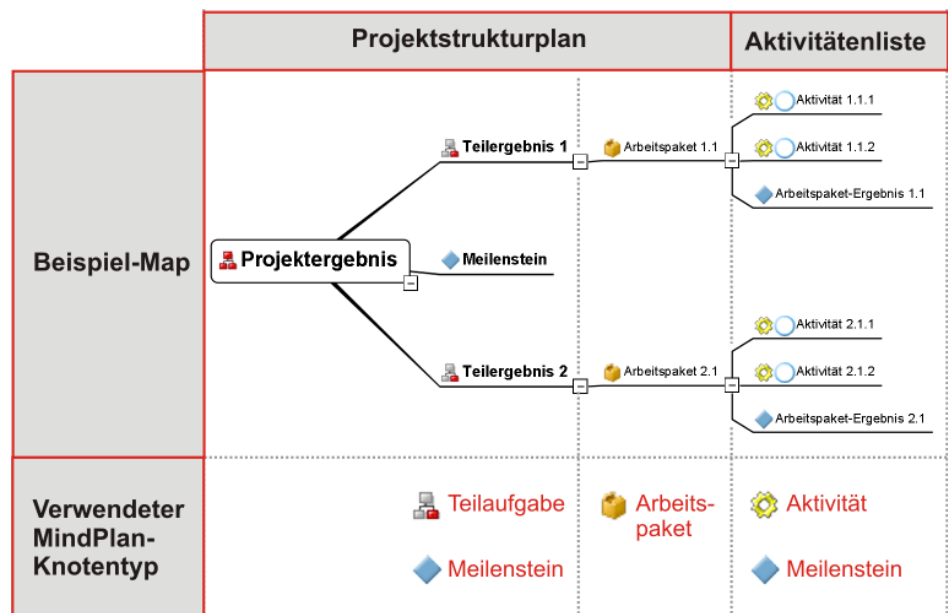 Projektstrukturplan
Aktivitätenliste
Beispiel-Map
Projektergebnis
Teilergebnis 1
Arbeitspaket 1.1
Aktivität 1.1.1
Aktivität 1.1.2
Arbeitspaket-Ergebnis 1.1
Meilenstein
Teilergebnis 2
Arbeitspaket 2.1
Aktivität 2.1.1
Aktivität 2.1.2
Arbeitspaket-Ergebnis 2.1
Verwendeter
MindPlan-
Knotentyp
Teilaufgabe
Meilenstein
Arbeits-
paket
Aktivität
Meilenstein